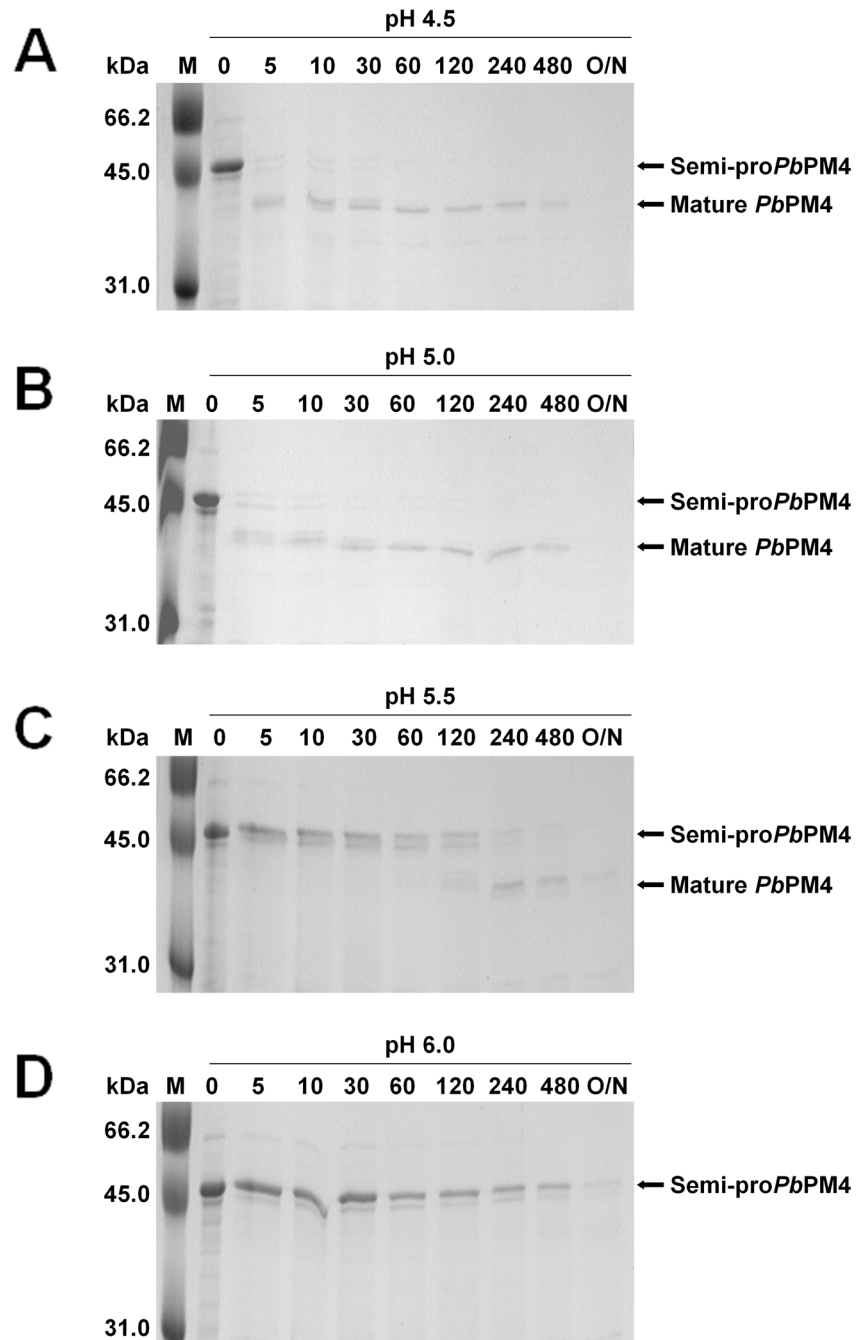 A
pH 4.5
kDa M 0 5 10 30 60 120 240 480 O/N
66.2
45.0
31.0
Semi-proPbPM4
Mature PbPM4
B
pH 5.0
kDa M 0 5 10 30 60 120 240 480 O/N
66.2
45.0
31.0
Semi-proPbPM4
Mature PbPM4
C
pH 5.5
kDa M 0 5 10 30 60 120 240 480 O/N
66.2
45.0
31.0
Semi-proPbPM4
Mature PbPM4
D
pH 6.0
kDa M 0 5 10 30 60 120 240 480 O/N
66.2
45.0
31.0
Semi-proPbPM4